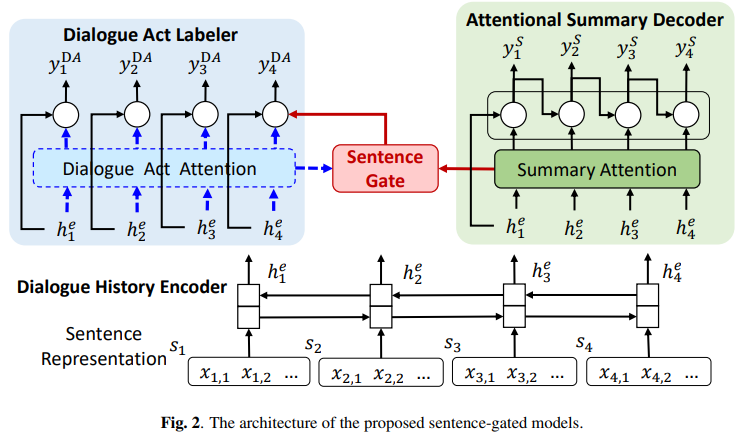 Dialogue Act Labeler
y_1^{DA} y_2^{DA} y_3^{DA} y_4^{DA}
Dialogue Act Attention
h_1^e h_2^e h_3^e h_4^e
Sentence
Gate
Attentional Summary Decoder
y_1^S y_2^S y_3^S y_4^S
Summary Attention
h_1^e h_2^e h_3^e h_4^e
Dialogue History Encoder
h_1^e h_2^e h_3^e h_4^e
Sentence
Representation
s_1 s_2 s_3 s_4
x_{1,1} x_{1,2} ... x_{2,1} x_{2,2} ... x_{3,1} x_{3,2} ... x_{4,1} x_{4,2} ...
Fig. 2. The architecture of the proposed sentence-gated models.